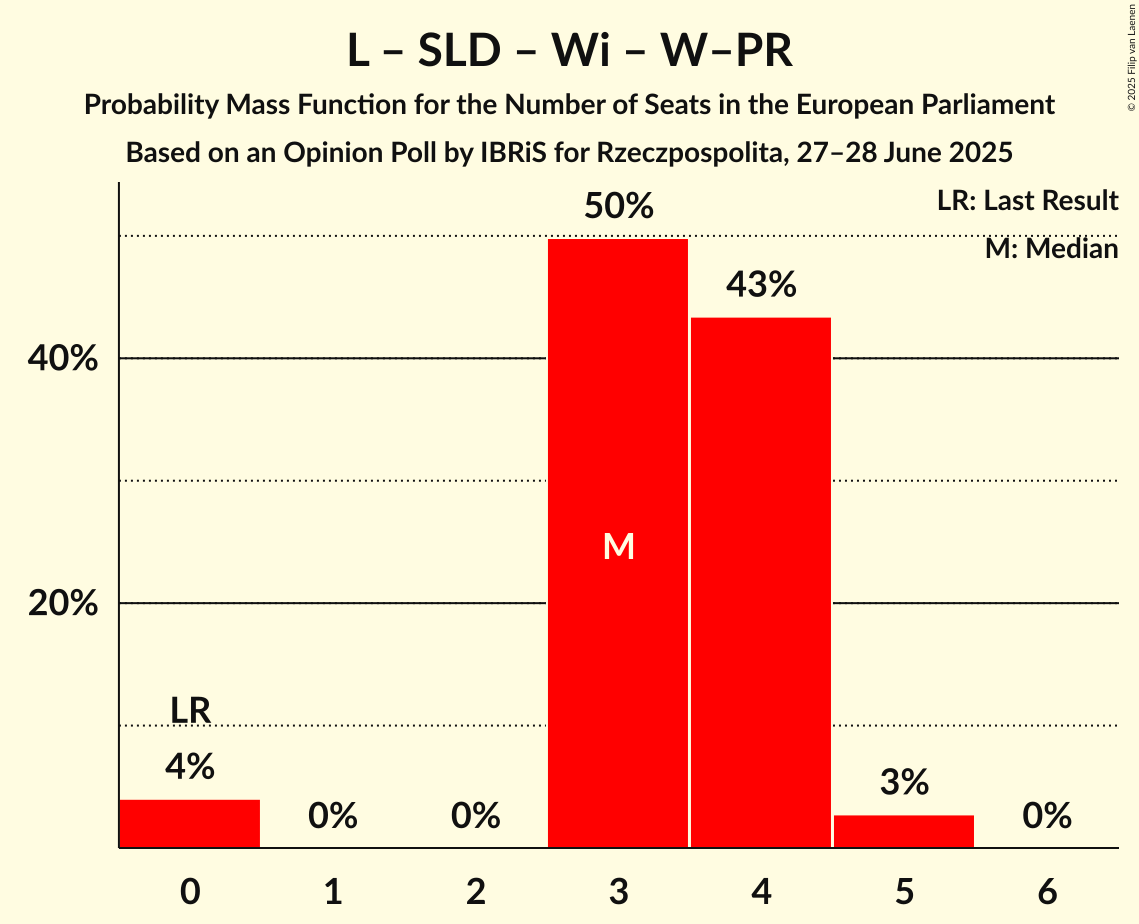 L – SLD – Wi – W–PR
Probability Mass Function for the Number of Seats in the European Parliament
Based on an Opinion Poll by IBRiS for Rzeczpospolita, 27–28 June 2025
© 2025 Filip van Laenen
LR: Last Result
M: Median
50%
43%
40%
M
20%
LR
4%
0%
0%
3%
0%
0 1 2 3 4 5 6